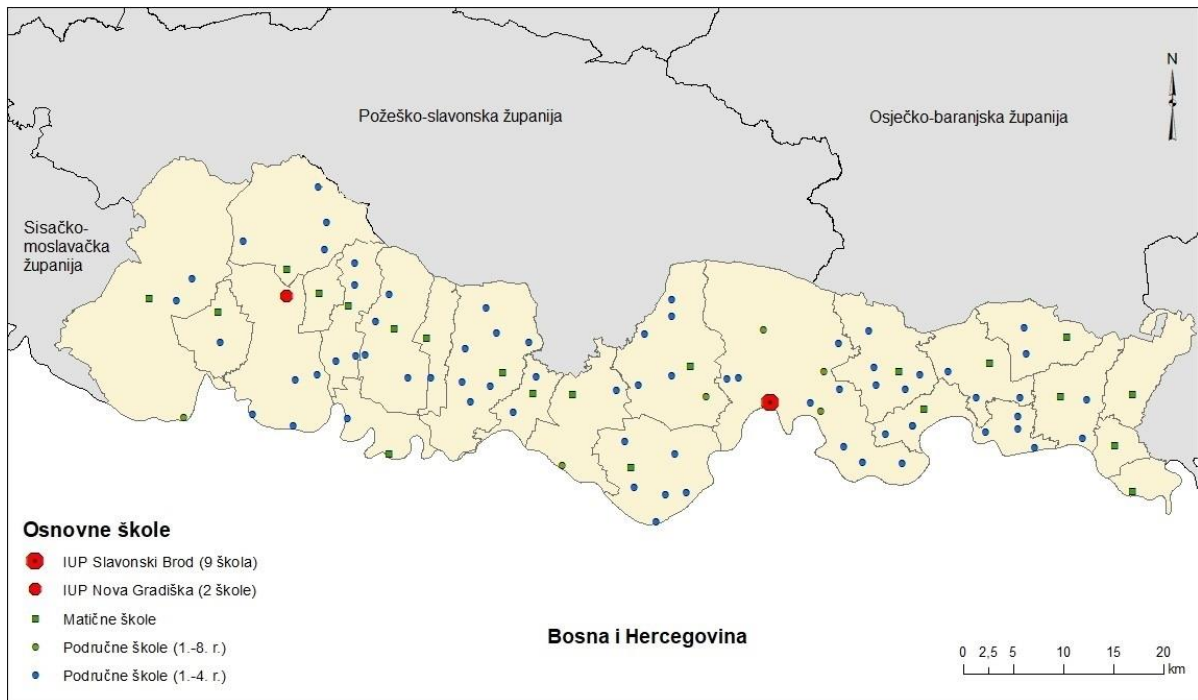 N
Požeško-slavonska županija
Osječko-baranjska županija
Sisačko-
moslavačka
županija
Osnovne škole
IUP Slavonski Brod (9 škola)
IUP Nova Gradiška (2 škole)
Matične škole
Područne škole (1.-8. r.)
Područne škole (1.-4. r.)
Bosna i Hercegovina
0 2,5 5 10 15 20
km